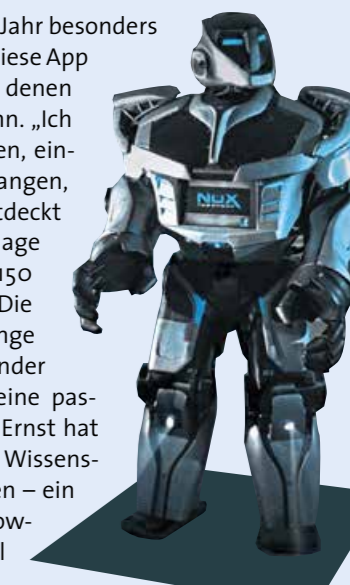 Jahr besonders
iese App
denen
nn. „Ich
en, ein-
angen,
tdeckt
age
150
Die
nge
nder
eine pas-
Ernst hat
Wissens-
en – ein
ow-
l
NUX